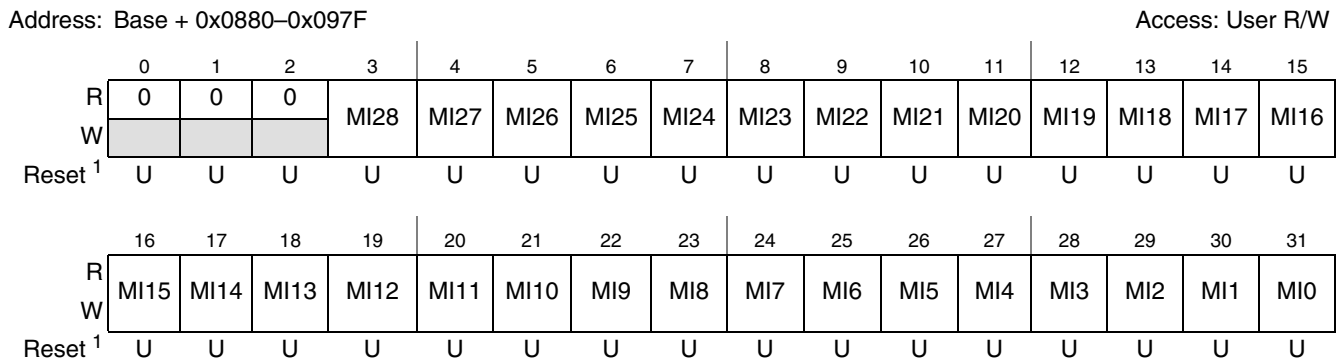 Address: Base + 0x0880–0x097F Access: User R/W
0 1 2 3 4 5 6 7 8 9 10 11 12 13 14 15
R 0 0 0 MI28 MI27 MI26 MI25 MI24 MI23 MI22 MI21 MI20 MI19 MI18 MI17 MI16
W
Reset 1 U U U U U U U U U U U U U U U U
16 17 18 19 20 21 22 23 24 25 26 27 28 29 30 31
R MI15 MI14 MI13 MI12 MI11 MI10 MI9 MI8 MI7 MI6 MI5 MI4 MI3 MI2 MI1 MI0
W
Reset 1 U U U U U U U U U U U U U U U U